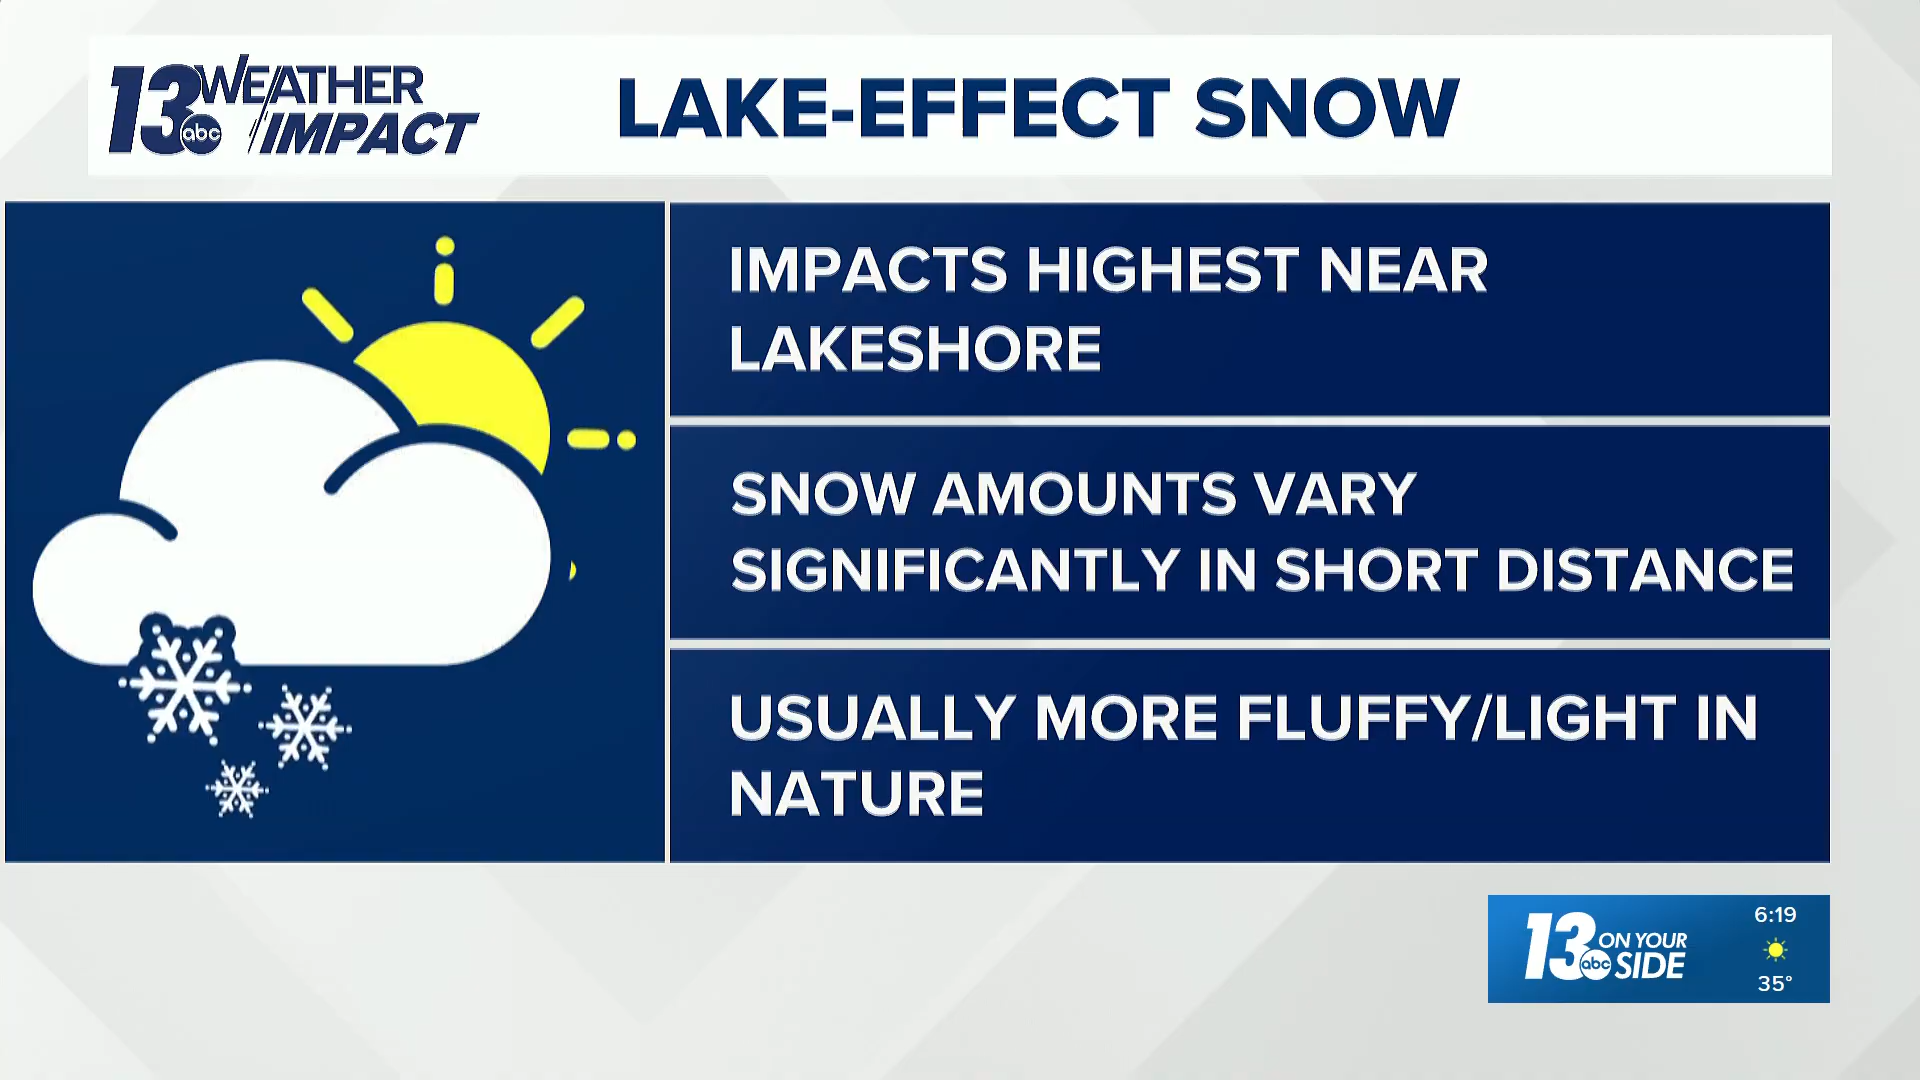 13 WEATHER
abc IMPACT
LAKE-EFFECT SNOW
IMPACTS HIGHEST NEAR
LAKESHORE
SNOW AMOUNTS VARY
SIGNIFICANTLY IN SHORT DISTANCE
USUALLY MORE FLUFFY/LIGHT IN
NATURE
13 ON YOUR
abc SIDE
6:19
35°